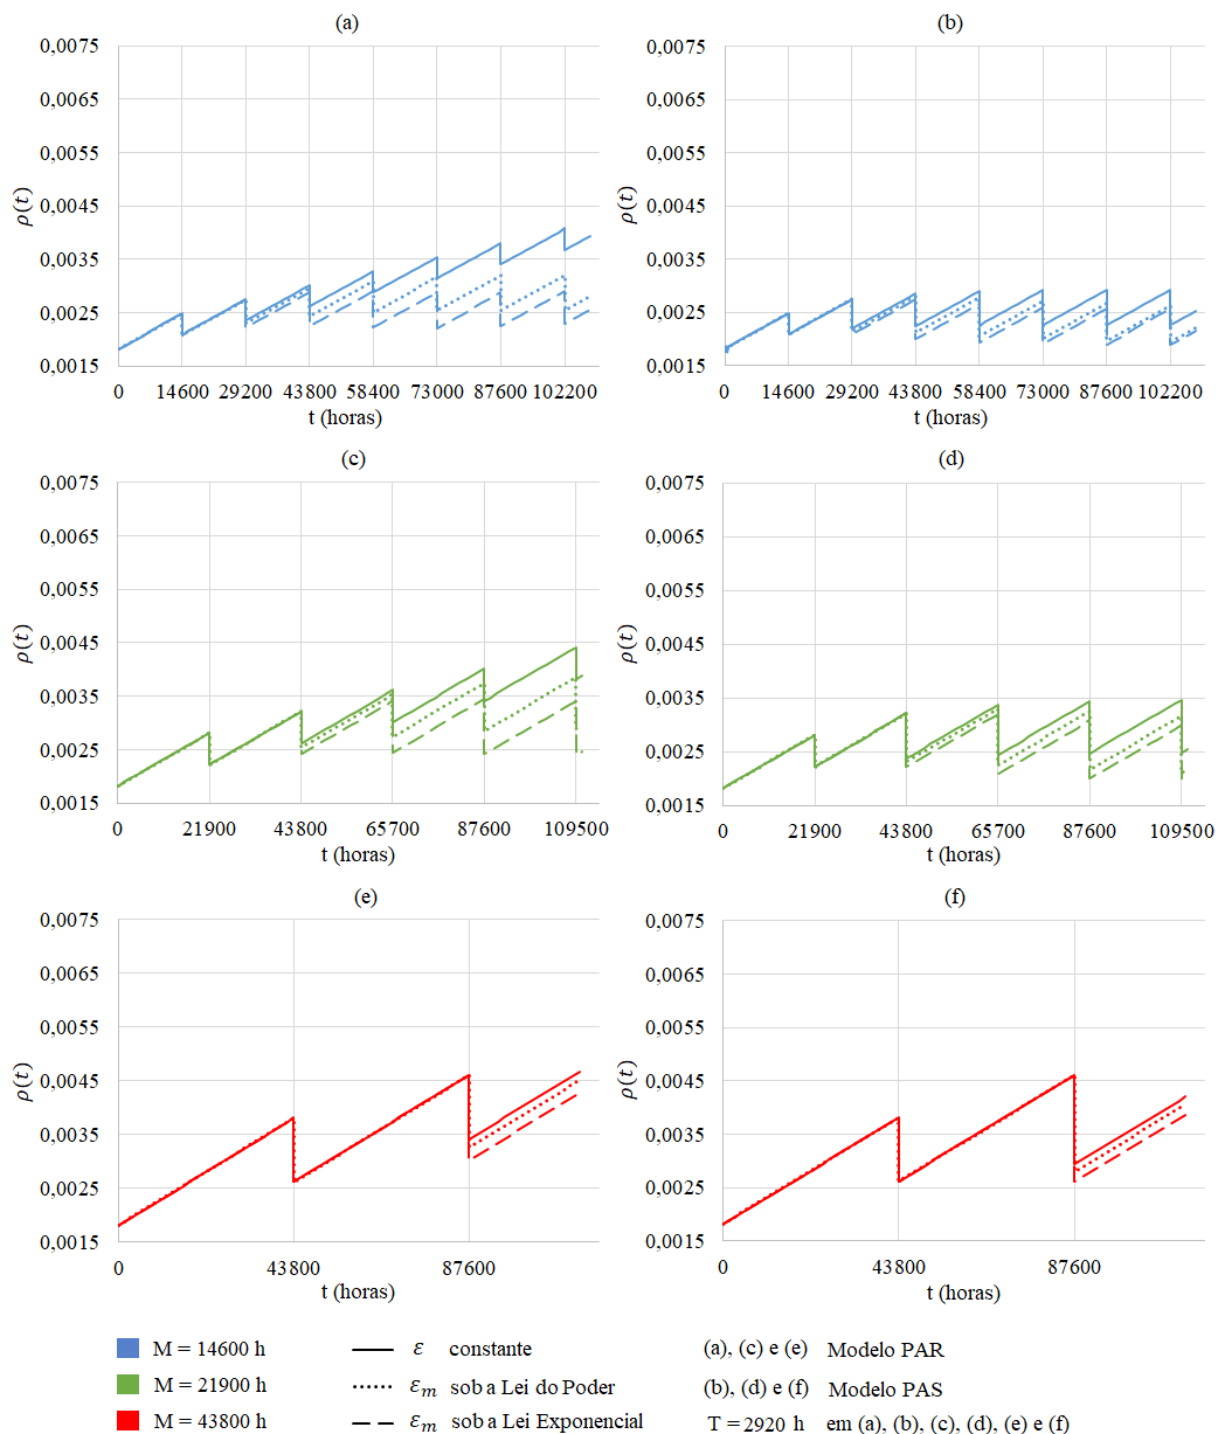 (a)
0,0075
0,0065
0,0055
0,0045
0,0035
0,0025
0,0015
ρ(t)
0 14600 29200 43800 58400 73000 87600 102200
t (horas)
(b)
0,0075
0,0065
0,0055
0,0045
0,0035
0,0025
0,0015
ρ(t)
0 14600 29200 43800 58400 73000 87600 102200
t (horas)
(c)
0,0075
0,0065
0,0055
0,0045
0,0035
0,0025
0,0015
ρ(t)
0 21900 43800 65700 87600 109500
t (horas)
(d)
0,0075
0,0065
0,0055
0,0045
0,0035
0,0025
0,0015
ρ(t)
0 21900 43800 65700 87600 109500
t (horas)
(e)
0,0075
0,0065
0,0055
0,0045
0,0035
0,0025
0,0015
ρ(t)
0 43800 87600
t (horas)
(f)
0,0075
0,0065
0,0055
0,0045
0,0035
0,0025
0,0015
ρ(t)
0 43800 87600
t (horas)
M = 14600 h
M = 21900 h
M = 43800 h
ε constante
εm sob a Lei do Poder
εm sob a Lei Exponencial
(a), (c) e (e) Modelo PAR
(b), (d) e (f) Modelo PAS
T = 2920 h em (a), (b), (c), (d), (e) e (f)